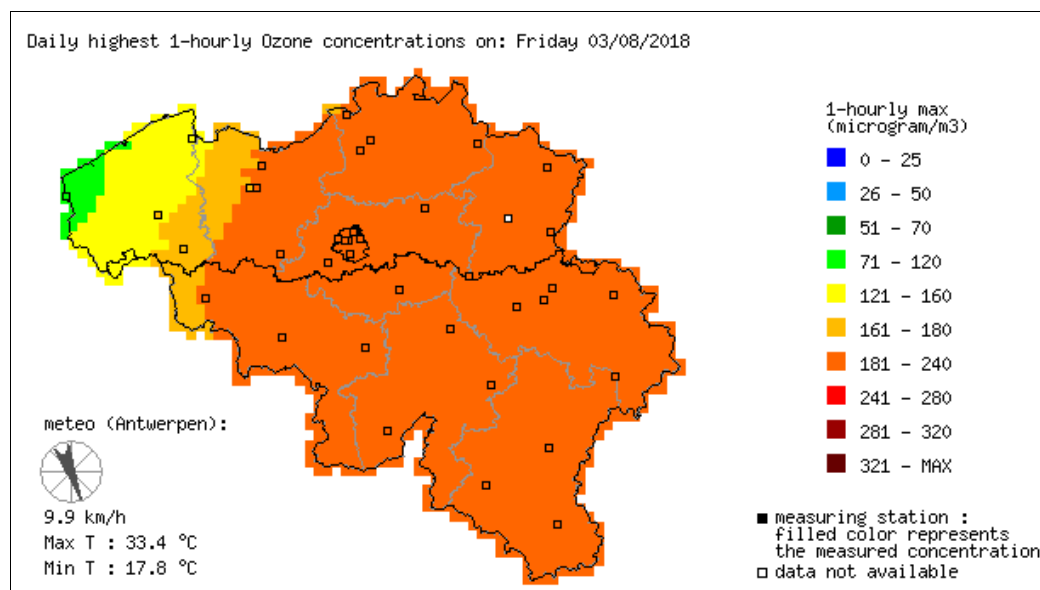 Daily highest 1-hourly Ozone concentrations on: Friday 03/08/2018
1-hourly max
(microgram/m3)
0 - 25
26 - 50
51 - 70
71 - 120
121 - 160
161 - 180
181 - 240
241 - 280
281 - 320
321 - MAX
meteo (Antwerpen):
9.9 km/h
Max T : 33.4 °C
Min T : 17.8 °C
measuring station :
filled color represents
the measured concentration
data not available